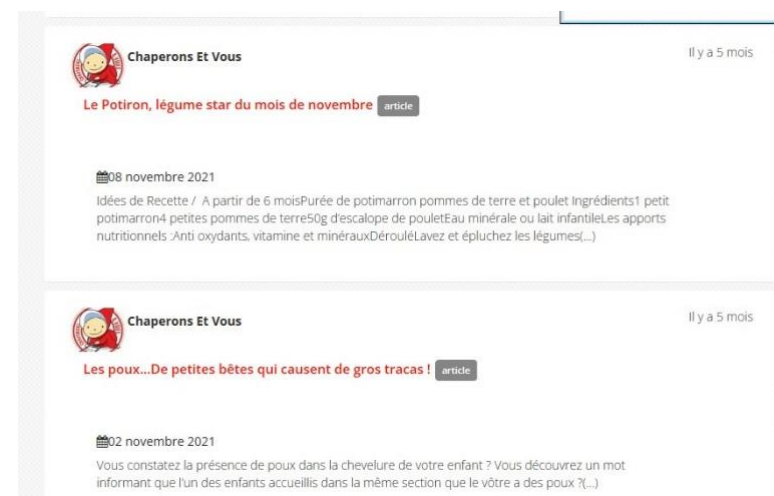 Chaperons Et Vous
Il y a 5 mois
Le Potiron, légume star du mois de novembre article
08 novembre 2021
Idées de Recette / A partir de 6 moisPurée de potimarron pommes de terre et poulet Ingrédients1 petit
potimarron4 petites pommes de terre50g d'escalope de pouletEau minérale ou lait infantileLes apports
nutritionnels :Anti oxydants, vitamine et minérauxDérouléLavez et épluchez les légumes(...)
Chaperons Et Vous
Il y a 5 mois
Les poux...De petites bêtes qui causent de gros tracas ! article
02 novembre 2021
Vous constatez la présence de poux dans la chevelure de votre enfant ? Vous découvrez un mot
informant que l'un des enfants accueillis dans la même section que le vôtre a des poux ?(...)